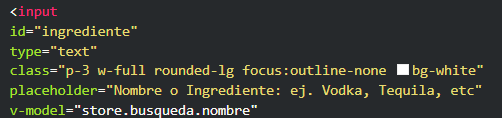 <input
id="ingrediente"
type="text"
class="p-3 w-full rounded-lg focus:outline-none bg-white"
placeholder="Nombre o Ingrediente: ej. Vodka, Tequila, etc"
v-model="store.busqueda.nombre"